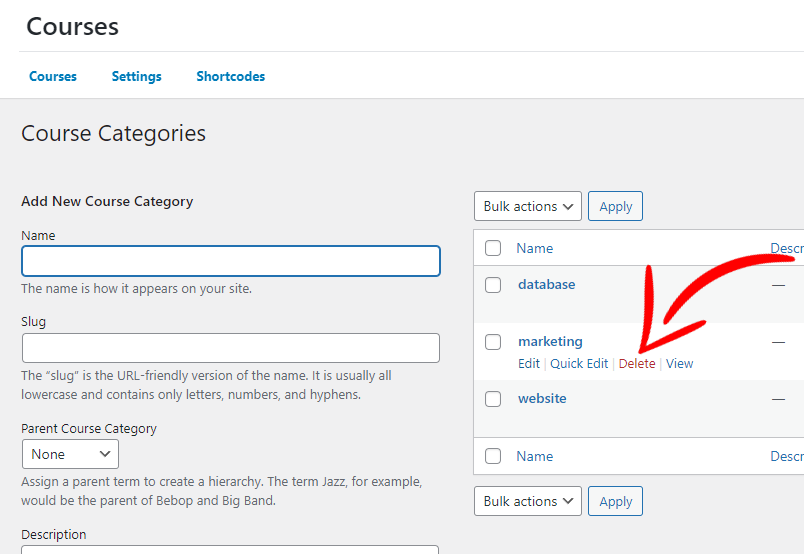 Courses
Courses Settings Shortcodes
Course Categories
Add New Course Category
Name
The name is how it appears on your site.
Slug
The “slug” is the URL-friendly version of the name. It is usually all
lowercase and contains only letters, numbers, and hyphens.
Parent Course Category
None
Assign a parent term to create a hierarchy. The term Jazz, for example,
would be the parent of Bebop and Big Band.
Description
Bulk actions Apply
Name Descr
database —
marketing —
Edit | Quick Edit | Delete | View
website —
Name Descr
Bulk actions Apply